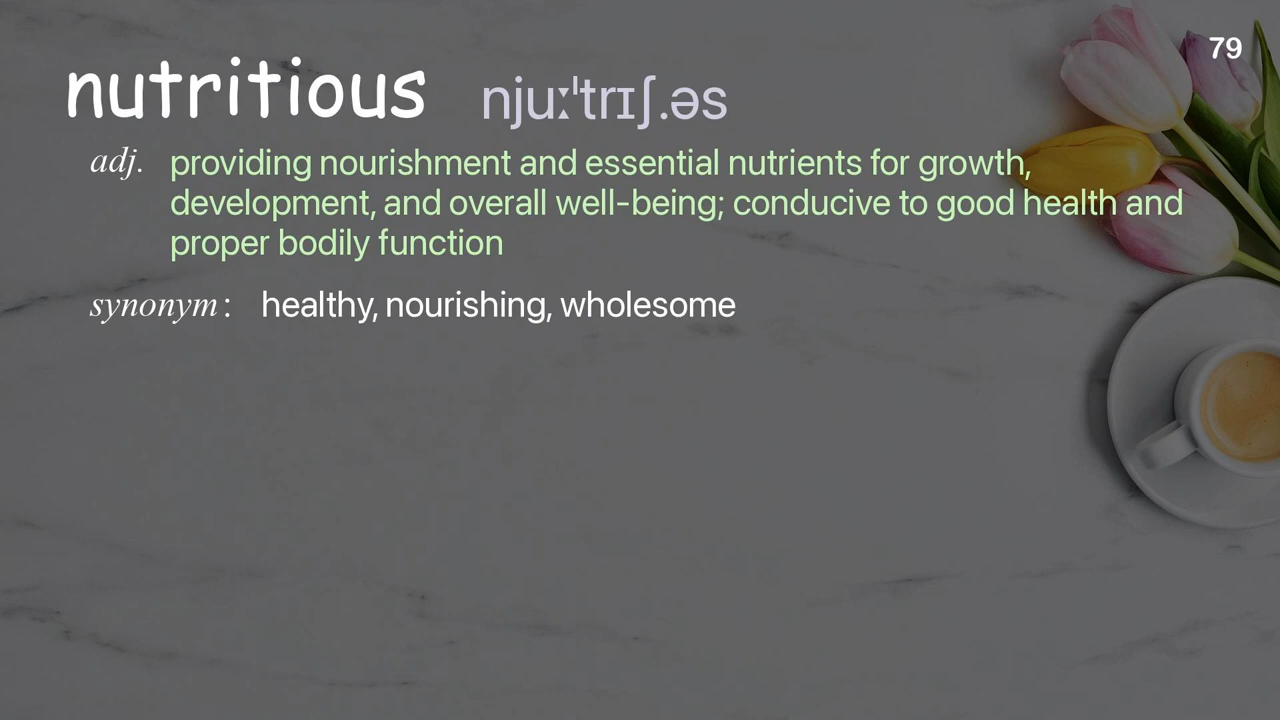 79
nutritious njuːˈtrɪʃ.əs
adj. providing nourishment and essential nutrients for growth,
development, and overall well-being; conducive to good health and
proper bodily function
synonym: healthy, nourishing, wholesome